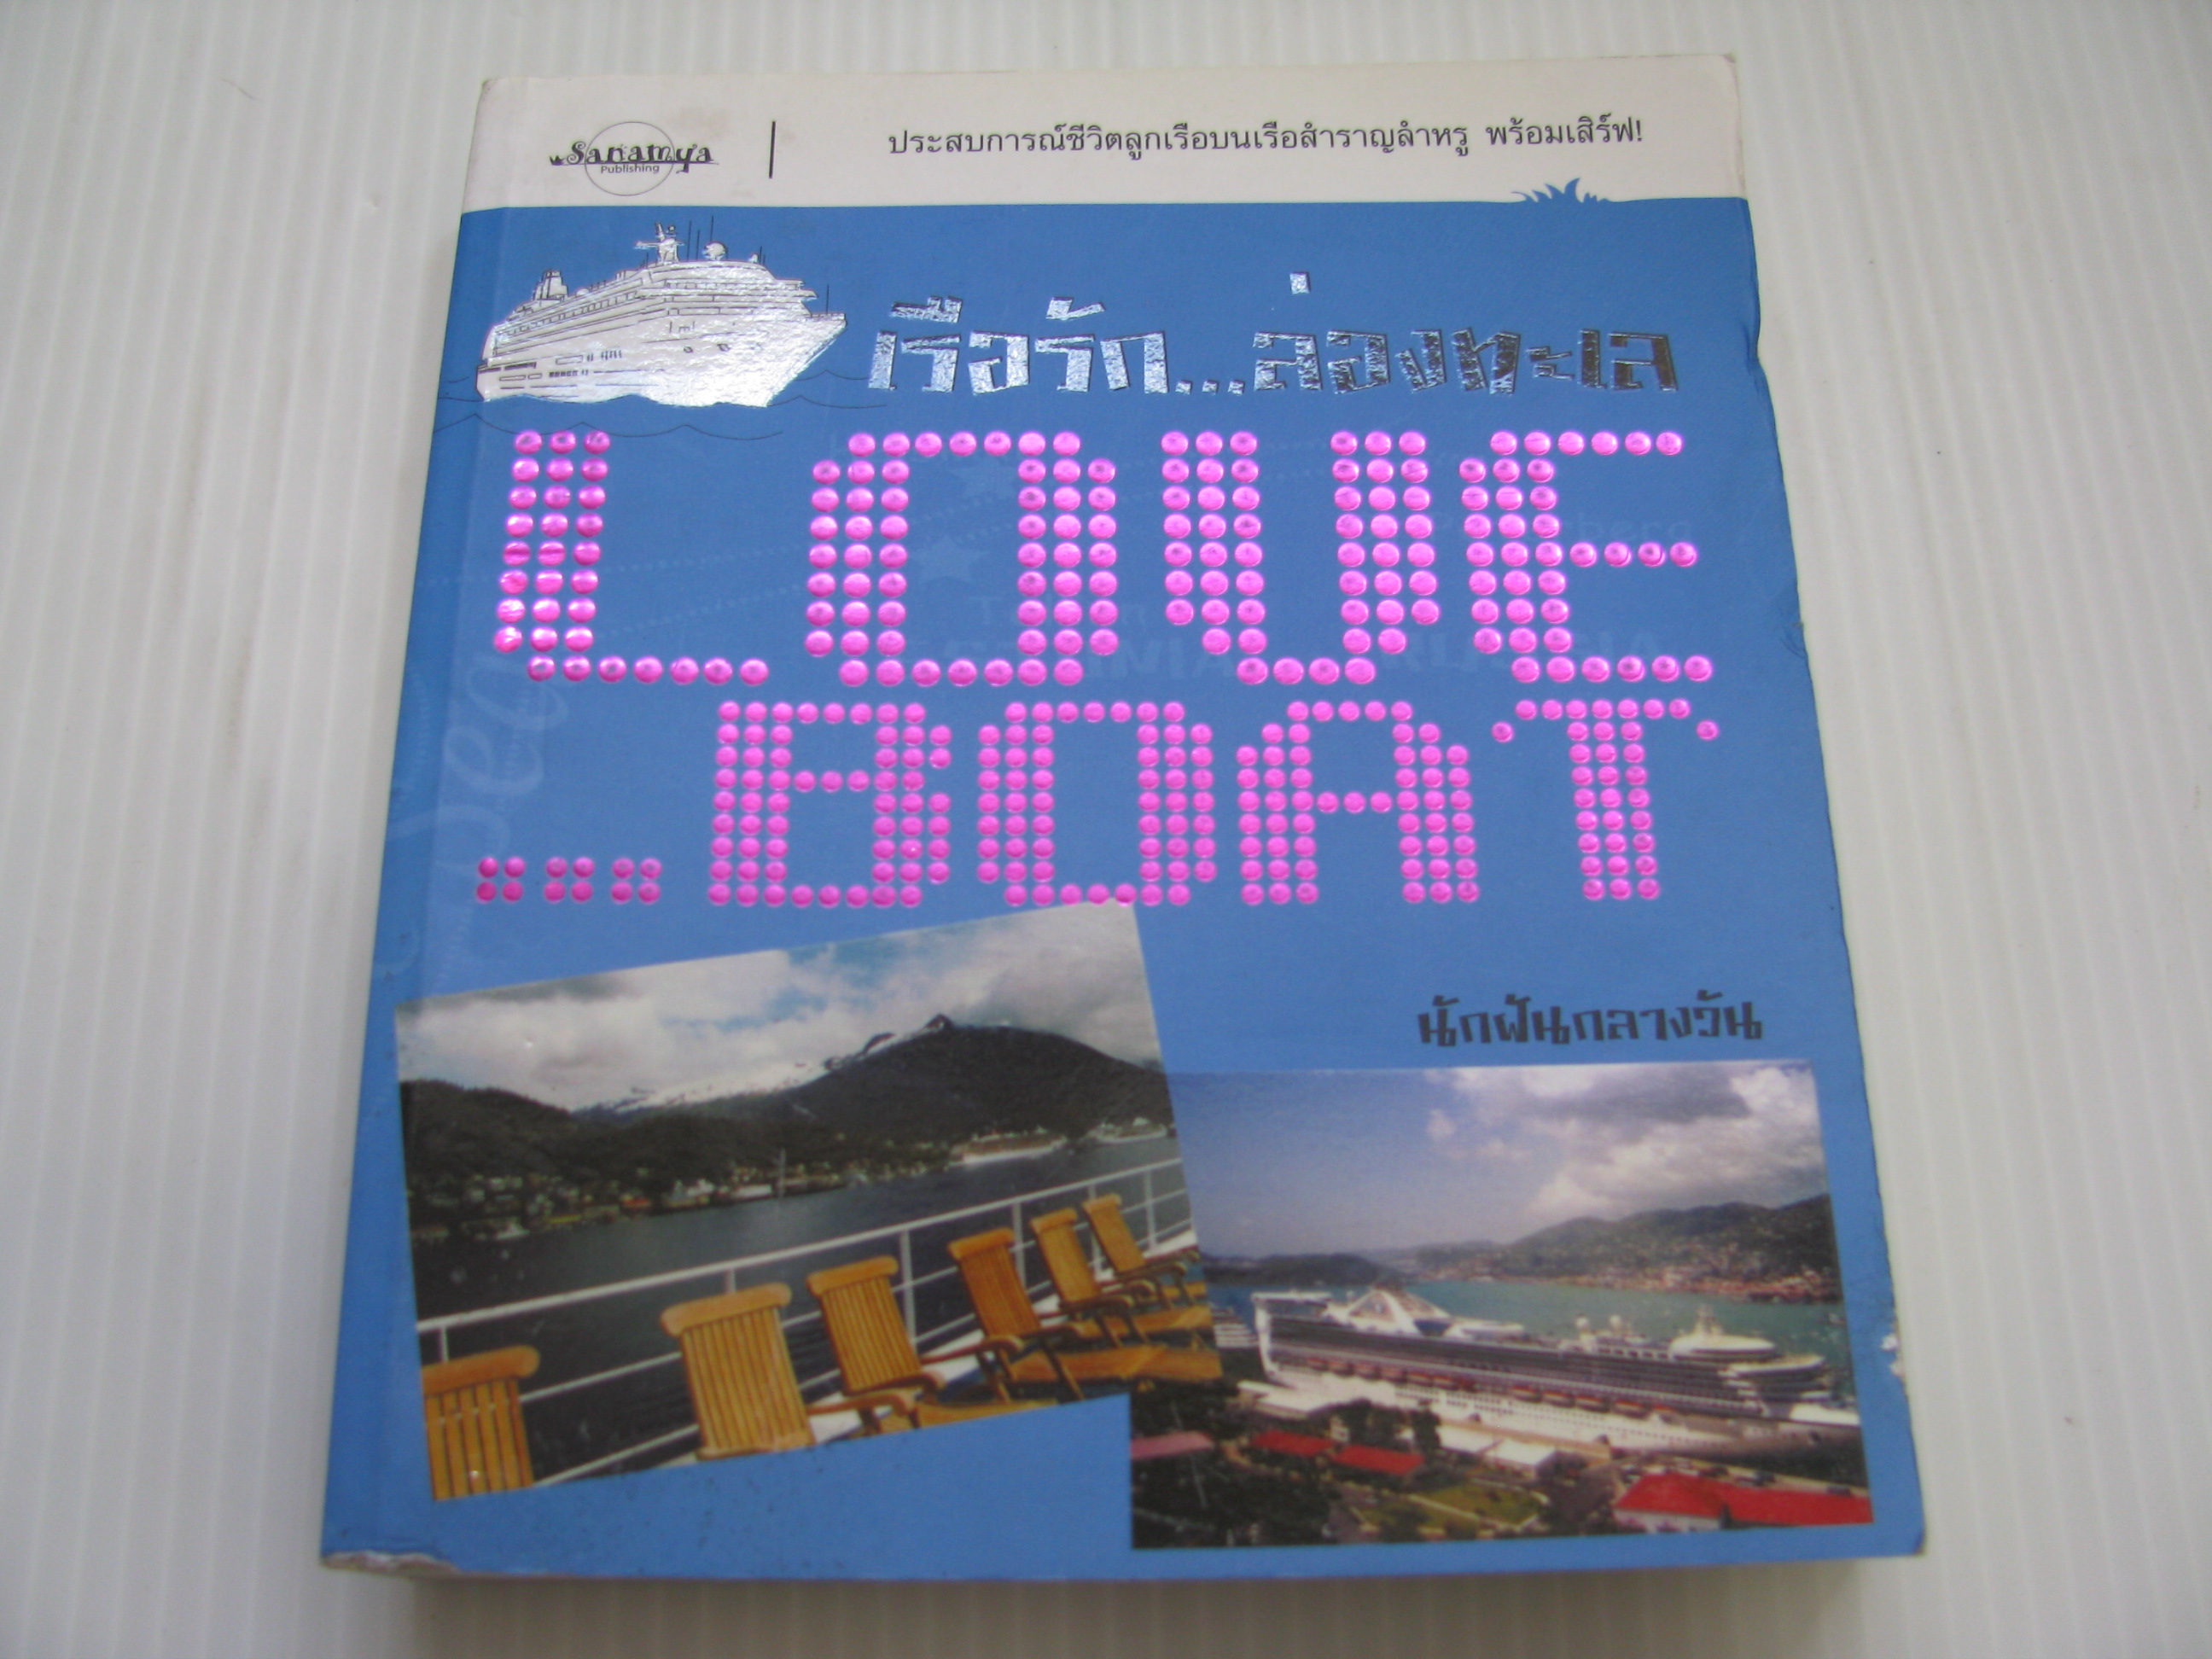 Sanamya
Publishing
ประสบการณ์ชีวิตลูกเรือบนเรือสำราญลำหรู พร้อมเสิร์ฟ!
เรือรัก...ล่องทะเล
LOVE
...BOAT
นักฝันกลางวัน